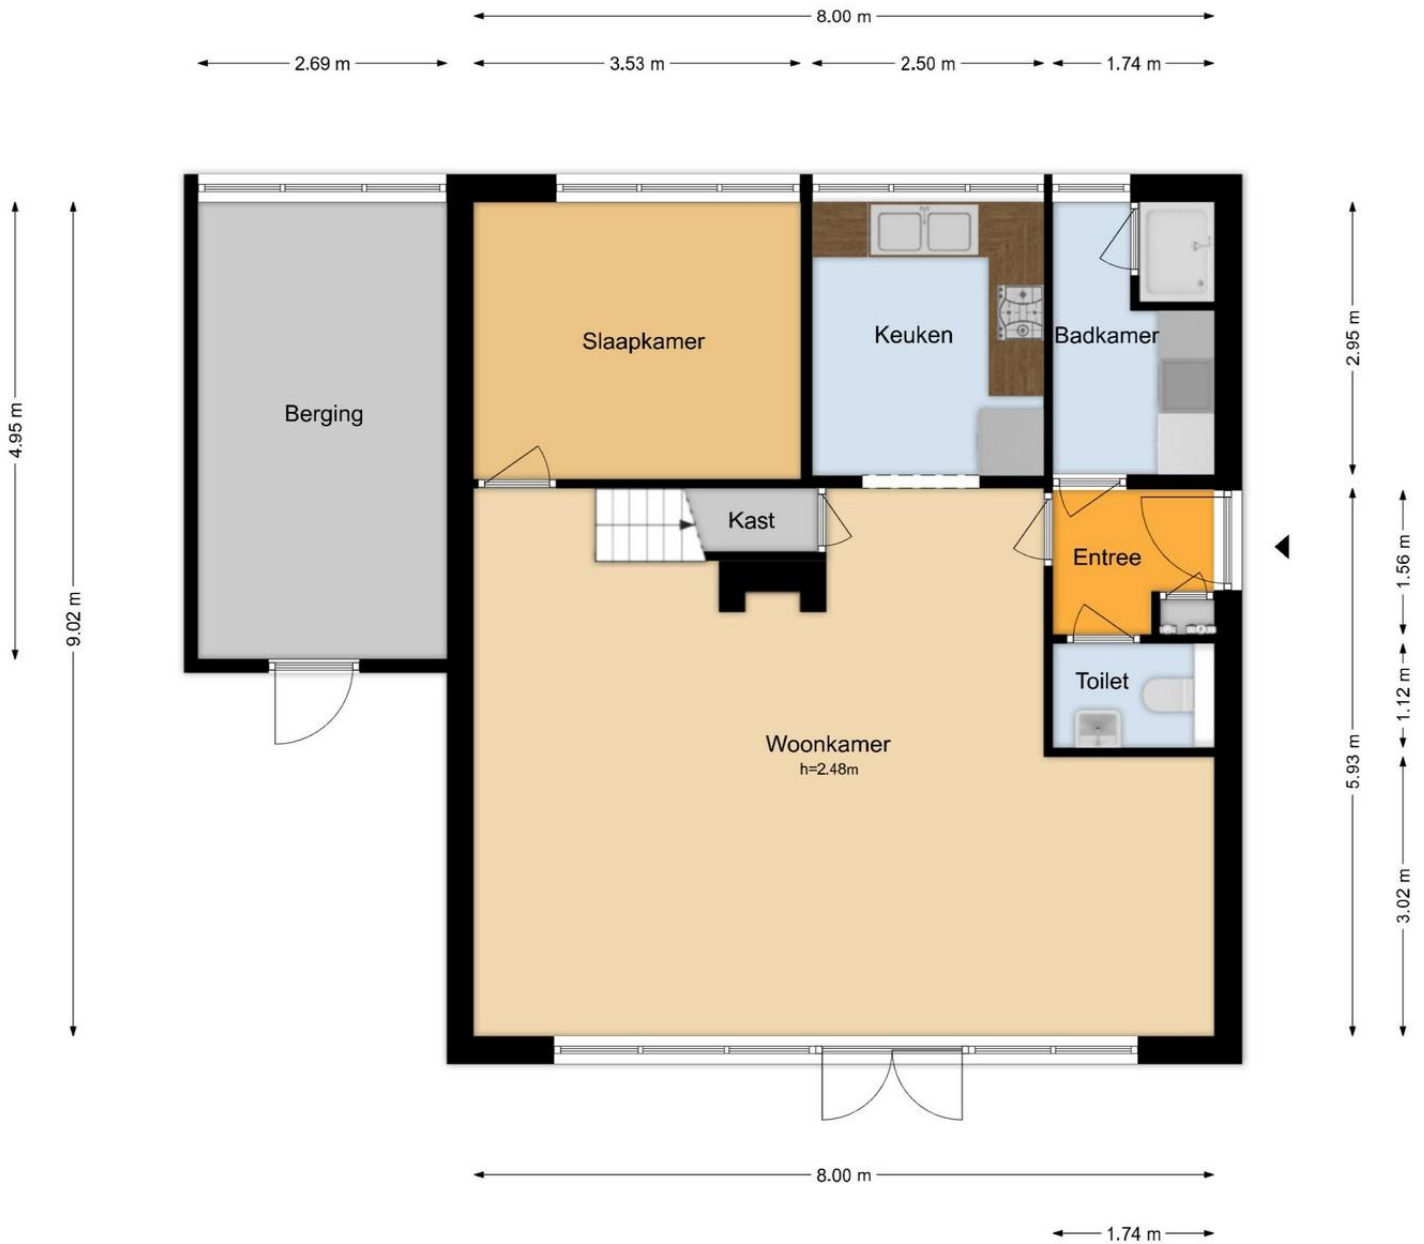 8.00 m
2.69 m
3.53 m
2.50 m
1.74 m
Slaapkamer
Keuken
Badkamer
2.95 m
Berging
4.95 m
Kast
Entree
1.56 m
9.02 m
Toilet
1.12 m
Woonkamer
h=2.48m
5.93 m
3.02 m
8.00 m
1.74 m